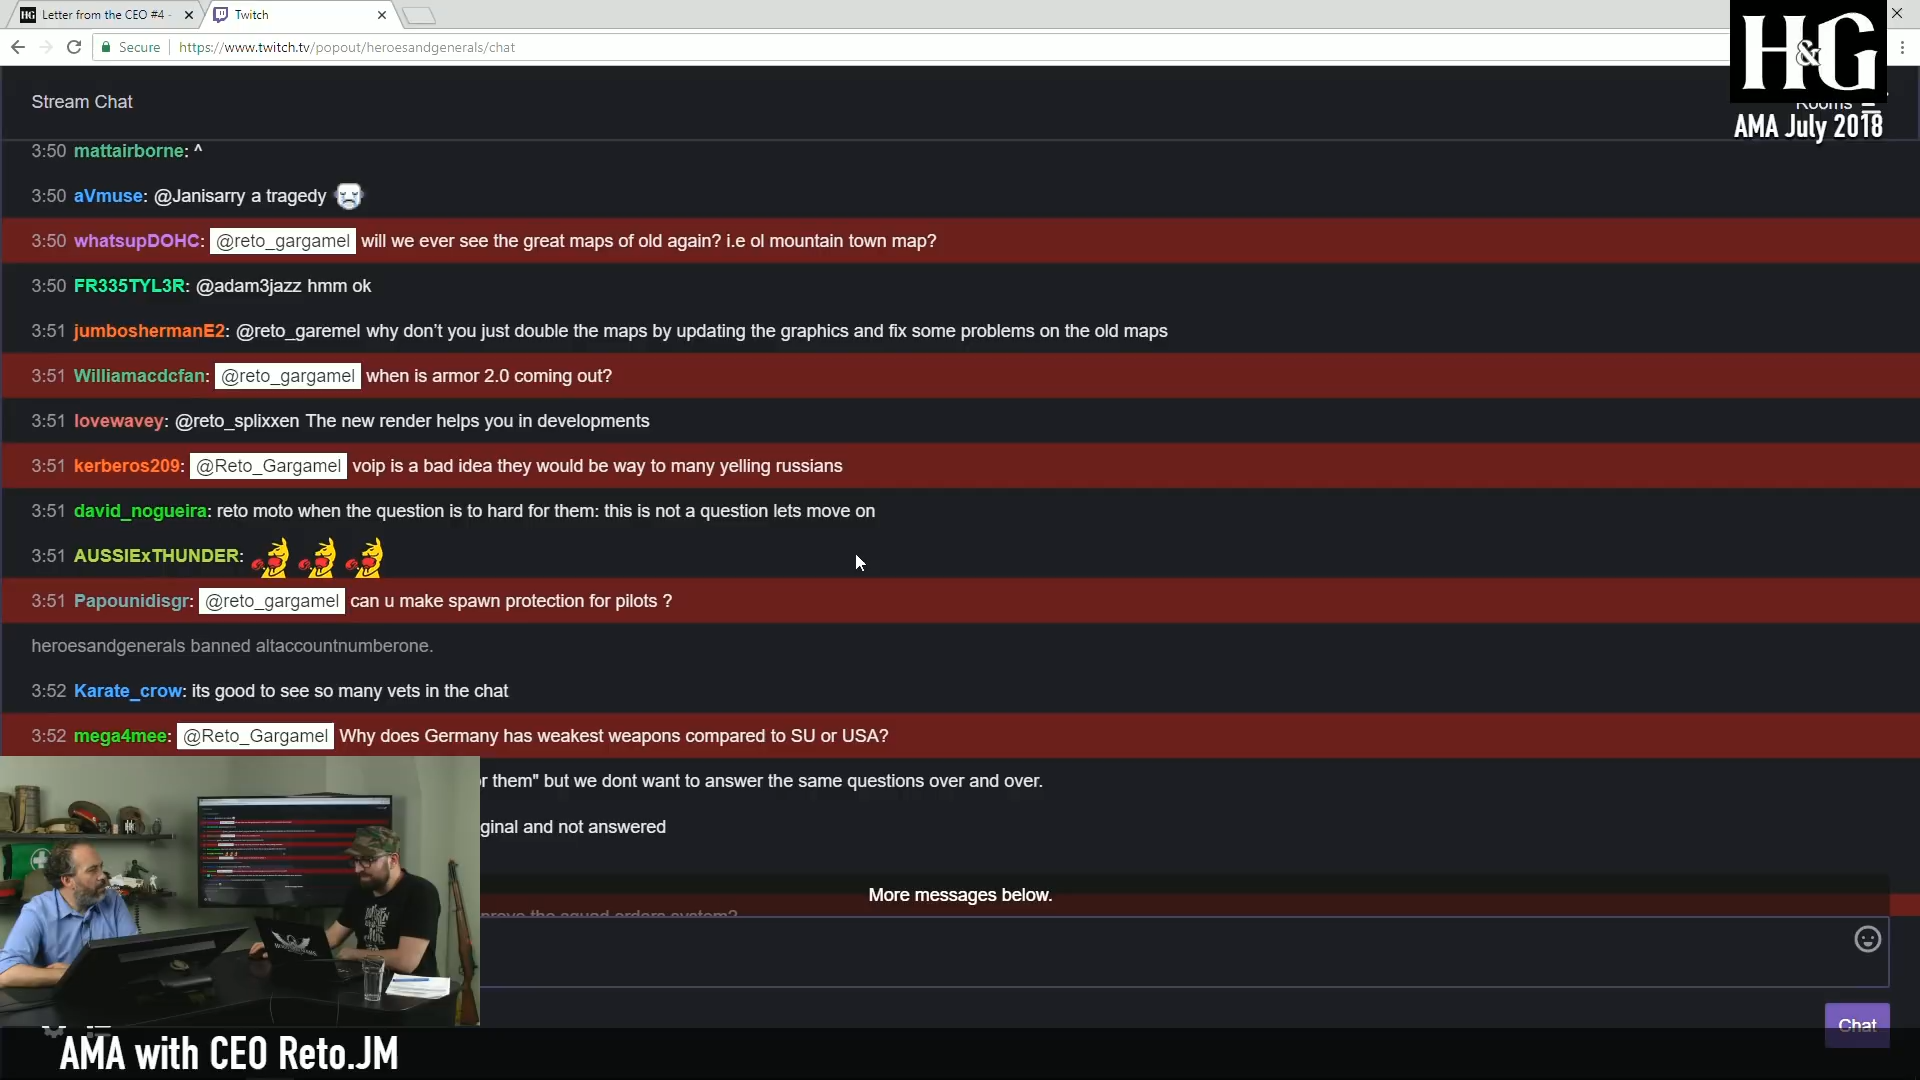 Letter from the CEO #4 -
Twitch
Secure
https://www.twitch.tv/popout/heroesandgenerals/chat
H&G
Stream Chat
Rooms
AMA July 2018
3:50 mattairborne: ^
3:50 aVmuse: @Janisarry a tragedy
3:50 whatsupDOHC: @reto_gargamel will we ever see the great maps of old again? i.e ol mountain town map?
3:50 FR335TYL3R: @adam3jazz hmm ok
3:51 jumboshermanE2: @reto_garemel why don’t you just double the maps by updating the graphics and fix some problems on the old maps
3:51 Williamacdcfan: @reto_gargamel when is armor 2.0 coming out?
3:51 lovewavey: @reto_splixxen The new render helps you in developments
3:51 kerberos209: @Reto_Gargamel voip is a bad idea they would be way to many yelling russians
3:51 david_nogueira: reto moto when the question is to hard for them: this is not a question lets move on
3:51 AUSSIExTHUNDER:
3:51 Papounidisgr: @reto_gargamel can u make spawn protection for pilots ?
heroesandgenerals banned altaccountnumberone.
3:52 Karate_crow: its good to see so many vets in the chat
3:52 mega4mee: @Reto_Gargamel Why does Germany has weakest weapons compared to SU or USA?
r them" but we dont want to answer the same questions over and over.
ginal and not answered
More messages below.
prove the squad orders system?
Chat
AMA with CEO Reto.JM